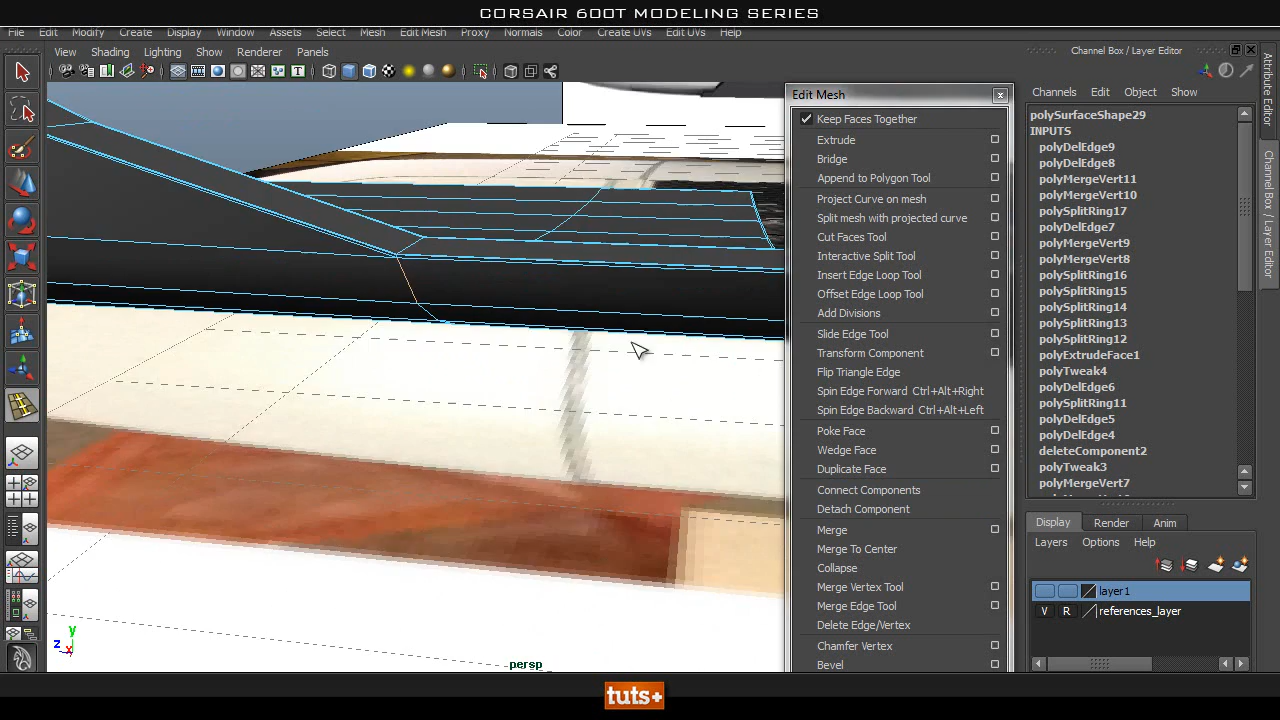 CORSAIR 600T MODELING SERIES
File Edit Modify Create Display Window Assets Select Mesh Edit Mesh Proxy Normals Color Create UVs Edit UVs Help
View Shading Lighting Show Renderer Panels
Channel Box / Layer Editor
Attribute Editor
Channel Box / Layer Editor
Edit Mesh
Keep Faces Together
Extrude
Bridge
Append to Polygon Tool
Project Curve on mesh
Split mesh with projected curve
Cut Faces Tool
Interactive Split Tool
Insert Edge Loop Tool
Offset Edge Loop Tool
Add Divisions
Slide Edge Tool
Transform Component
Flip Triangle Edge
Spin Edge Forward Ctrl+Alt+Right
Spin Edge Backward Ctrl+Alt+Left
Poke Face
Wedge Face
Duplicate Face
Connect Components
Detach Component
Merge
Merge To Center
Collapse
Merge Vertex Tool
Merge Edge Tool
Delete Edge/Vertex
Chamfer Vertex
Bevel
Channels Edit Object Show
polySurfaceShape29
INPUTS
polyDelEdge9
polyDelEdge8
polyMergeVert11
polyMergeVert10
polySplitRing17
polyDelEdge7
polyMergeVert9
polyMergeVert8
polySplitRing16
polySplitRing15
polySplitRing14
polySplitRing13
polySplitRing12
polyExtrudeFace1
polyTweak4
polyDelEdge6
polySplitRing11
polyDelEdge5
polyDelEdge4
deleteComponent2
polyTweak3
polyMergeVert7
Display Render Anim
Layers Options Help
layer1
V R references_layer
y
z
x
persp
tuts+